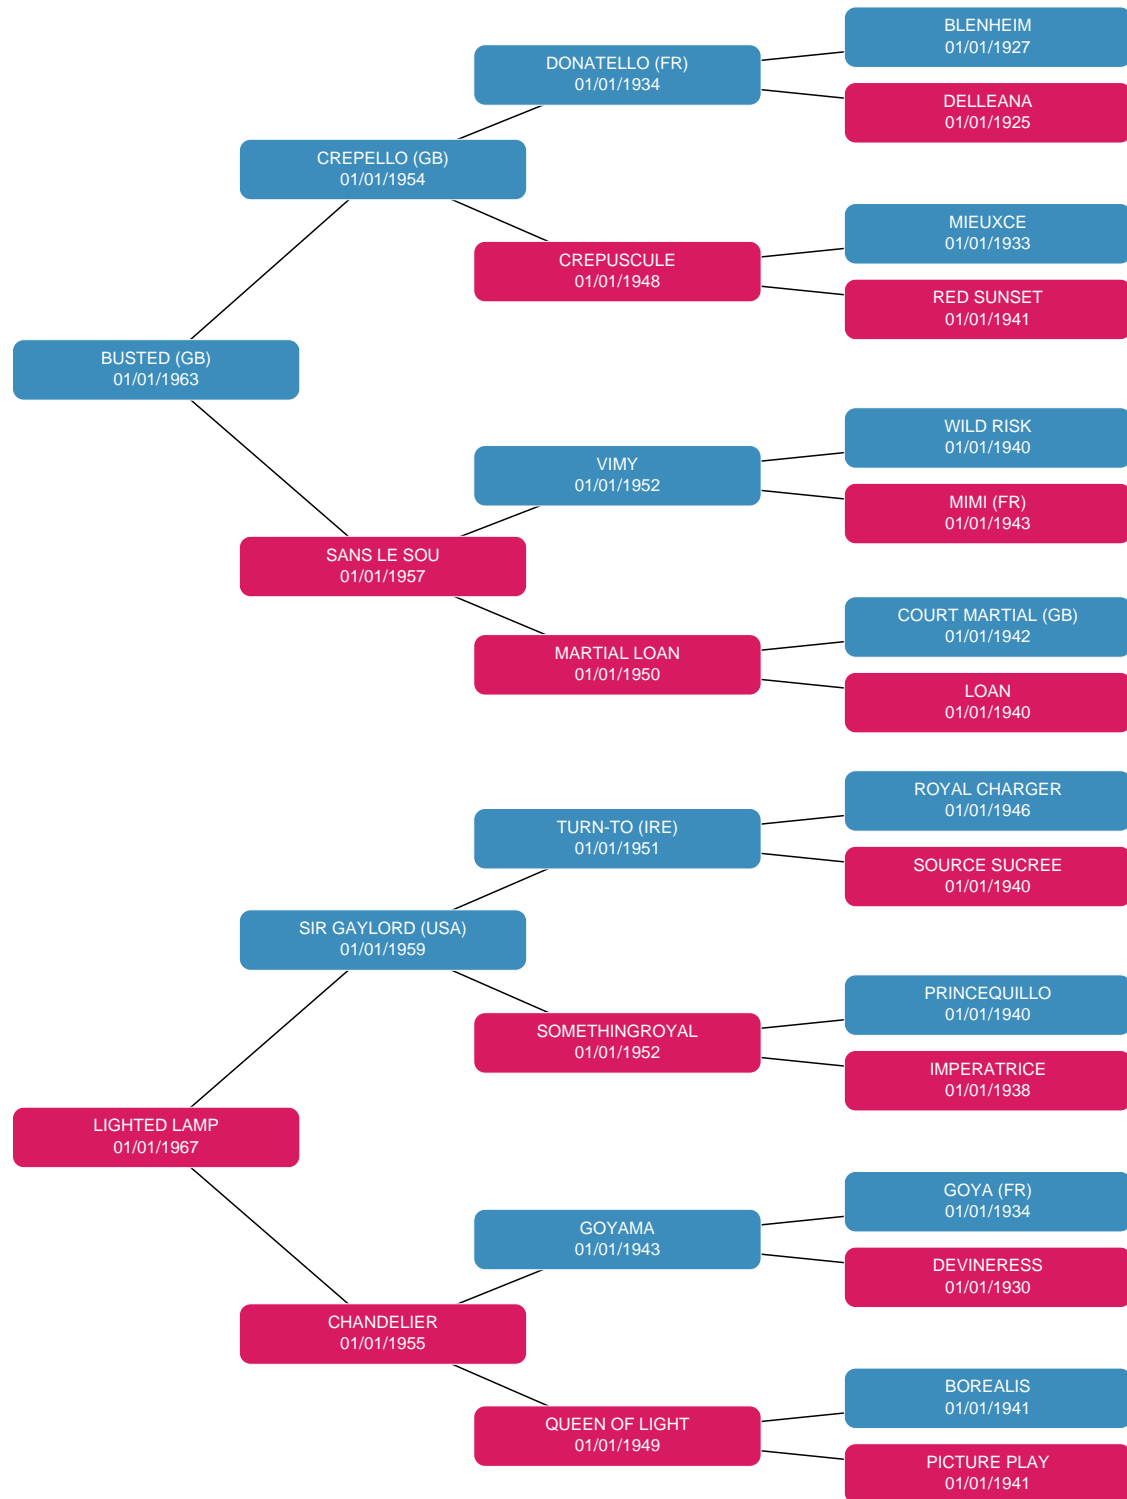 BLENHEIM
01/01/1927
DONATELLO (FR)
01/01/1934
DELLEANA
01/01/1925
CREPELLO (GB)
01/01/1954
MIEUXCE
01/01/1933
CREPUSCULE
01/01/1948
RED SUNSET
01/01/1941
BUSTED (GB)
01/01/1963
WILD RISK
01/01/1940
VIMY
01/01/1952
MIMI (FR)
01/01/1943
SANS LE SOU
01/01/1957
COURT MARTIAL (GB)
01/01/1942
MARTIAL LOAN
01/01/1950
LOAN
01/01/1940
ROYAL CHARGER
01/01/1946
TURN-TO (IRE)
01/01/1951
SOURCE SUCREE
01/01/1940
SIR GAYLORD (USA)
01/01/1959
PRINCEQUILLO
01/01/1940
SOMETHINGROYAL
01/01/1952
IMPERATRICE
01/01/1938
LIGHTED LAMP
01/01/1967
GOYA (FR)
01/01/1934
GOYAMA
01/01/1943
DEVINERESS
01/01/1930
CHANDELIER
01/01/1955
BOREALIS
01/01/1941
QUEEN OF LIGHT
01/01/1949
PICTURE PLAY
01/01/1941